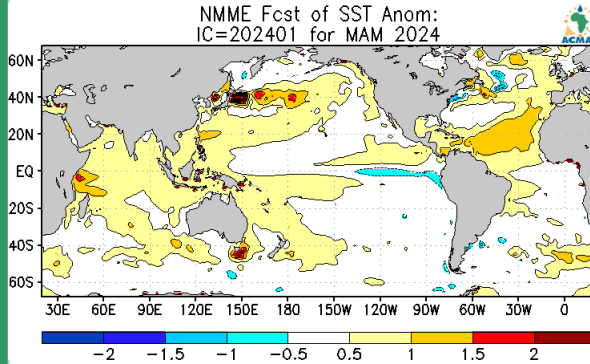 NMME Fcst of SST Anom:
IC=202401 for MAM 2024
ACMA
60N
40N
20N
EQ
20S
40S
60S
30E 60E 90E 120E 150E 180 150W 120W 90W 60W 30W 0
-2 -1.5 -1 -0.5 0.5 1 1.5 2